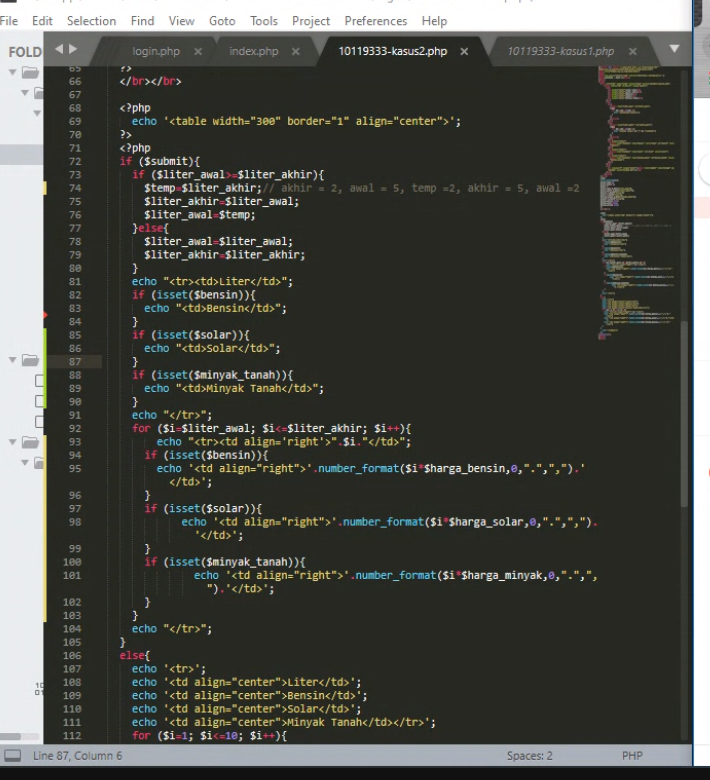 File Edit Selection Find View Goto Tools Project Preferences Help
FOLD
login.php × index.php × 10119333-kasus2.php × 10119333-kasus1.php ×
65 ?>
66 </br></br>
67
68 <?php
69 echo '<table width="300" border="1" align="center">';
70 ?>
71 <?php
72 if ($submit){
73 if ($liter_awal>=$liter_akhir){
74 $temp=$liter_akhir;// akhir = 2, awal = 5, temp =2, akhir = 5, awal =2
75 $liter_akhir=$liter_awal;
76 $liter_awal=$temp;
77 }else{
78 $liter_awal=$liter_awal;
79 $liter_akhir=$liter_akhir;
80 }
81 echo "<tr><td>Liter</td>";
82 if (isset($bensin)){
83 echo "<td>Bensin</td>";
84 }
85 if (isset($solar)){
86 echo "<td>Solar</td>";
87 }
88 if (isset($minyak_tanah)){
89 echo "<td>Minyak Tanah</td>";
90 }
91 echo "</tr>";
92 for ($i=$liter_awal; $i<=$liter_akhir; $i++){
93 echo "<tr><td align='right'>".$i."</td>";
94 if (isset($bensin)){
95 echo '<td align="right">'.number_format($i*$harga_bensin,0,".",",").'
</td>';
96 }
97 if (isset($solar)){
98 echo '<td align="right">'.number_format($i*$harga_solar,0,".",",").
'</td>';
99 }
100 if (isset($minyak_tanah)){
101 echo '<td align="right">'.number_format($i*$harga_minyak,0,".",",
").'</td>';
102 }
103 }
104 echo "</tr>";
105 }
106 else{
107 echo '<tr>';
108 echo '<td align="center">Liter</td>';
109 echo '<td align="center">Bensin</td>';
110 echo '<td align="center">Solar</td>';
111 echo '<td align="center">Minyak Tanah</td></tr>';
112 for ($i=1; $i<=10; $i++){
Line 87, Column 6 Spaces: 2 PHP